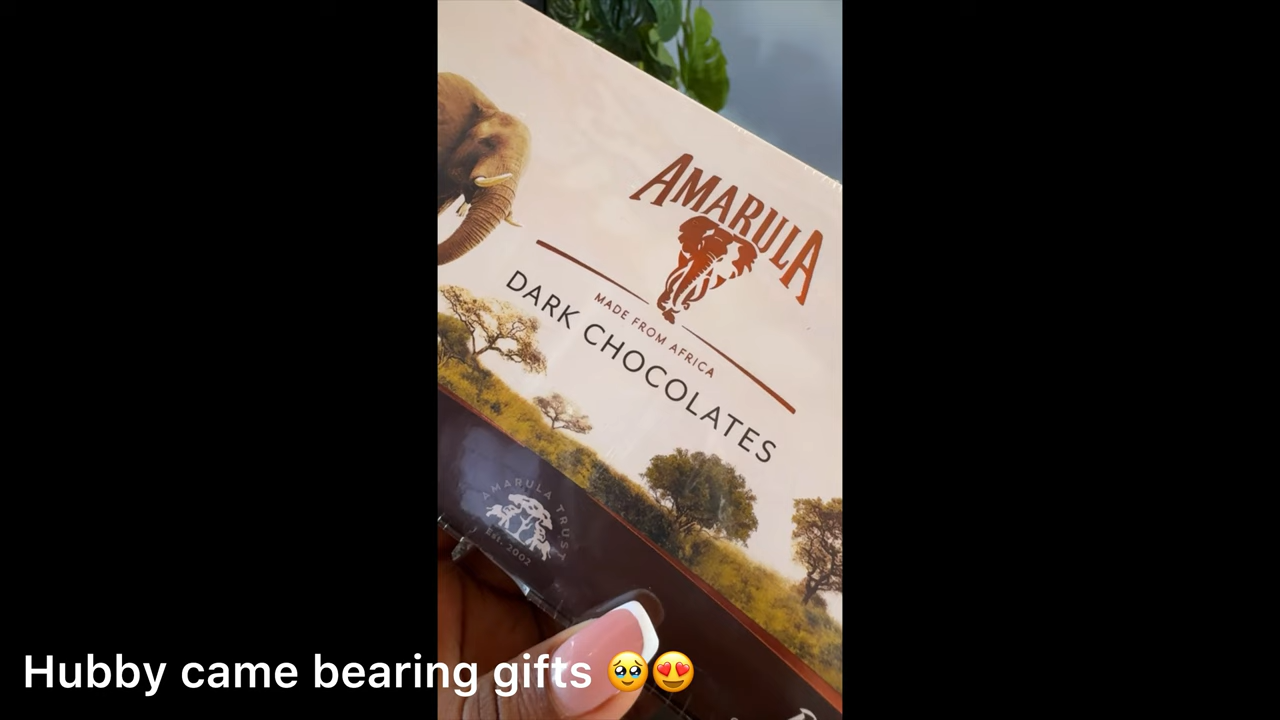 AMARULA
MADE FROM AFRICA
DARK CHOCOLATES
AMARULA TRUST
EST. 2002
Hubby came bearing gifts 🥹😍